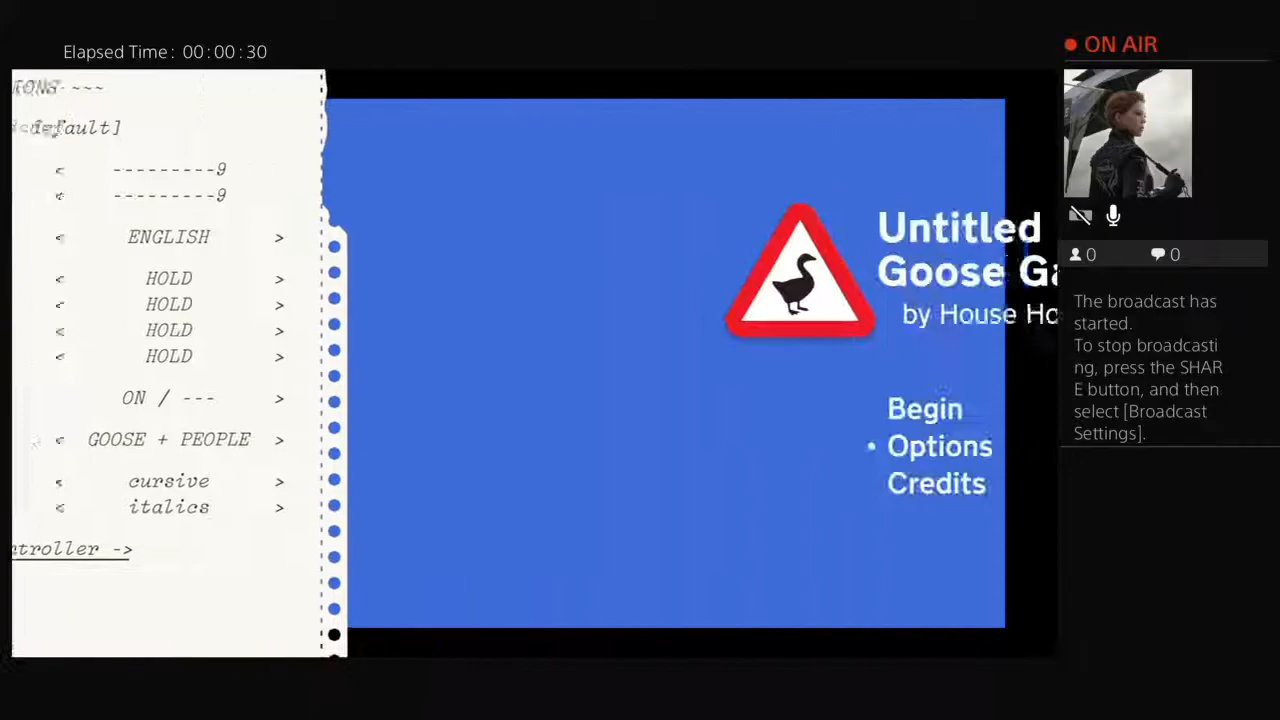 Elapsed Time: 00:00:30
ON AIR
~~~
default]
< ---------9
< ---------9
< ENGLISH >
< HOLD >
< HOLD >
< HOLD >
< HOLD >
ON / --- >
< GOOSE + PEOPLE >
< cursive >
< italics >
ntroller ->
Untitled
Goose Ga
by House Ho
Begin
• Options
Credits
0 0
The broadcast has
started.
To stop broadcasti
ng, press the SHAR
E button, and then
select [Broadcast
Settings].